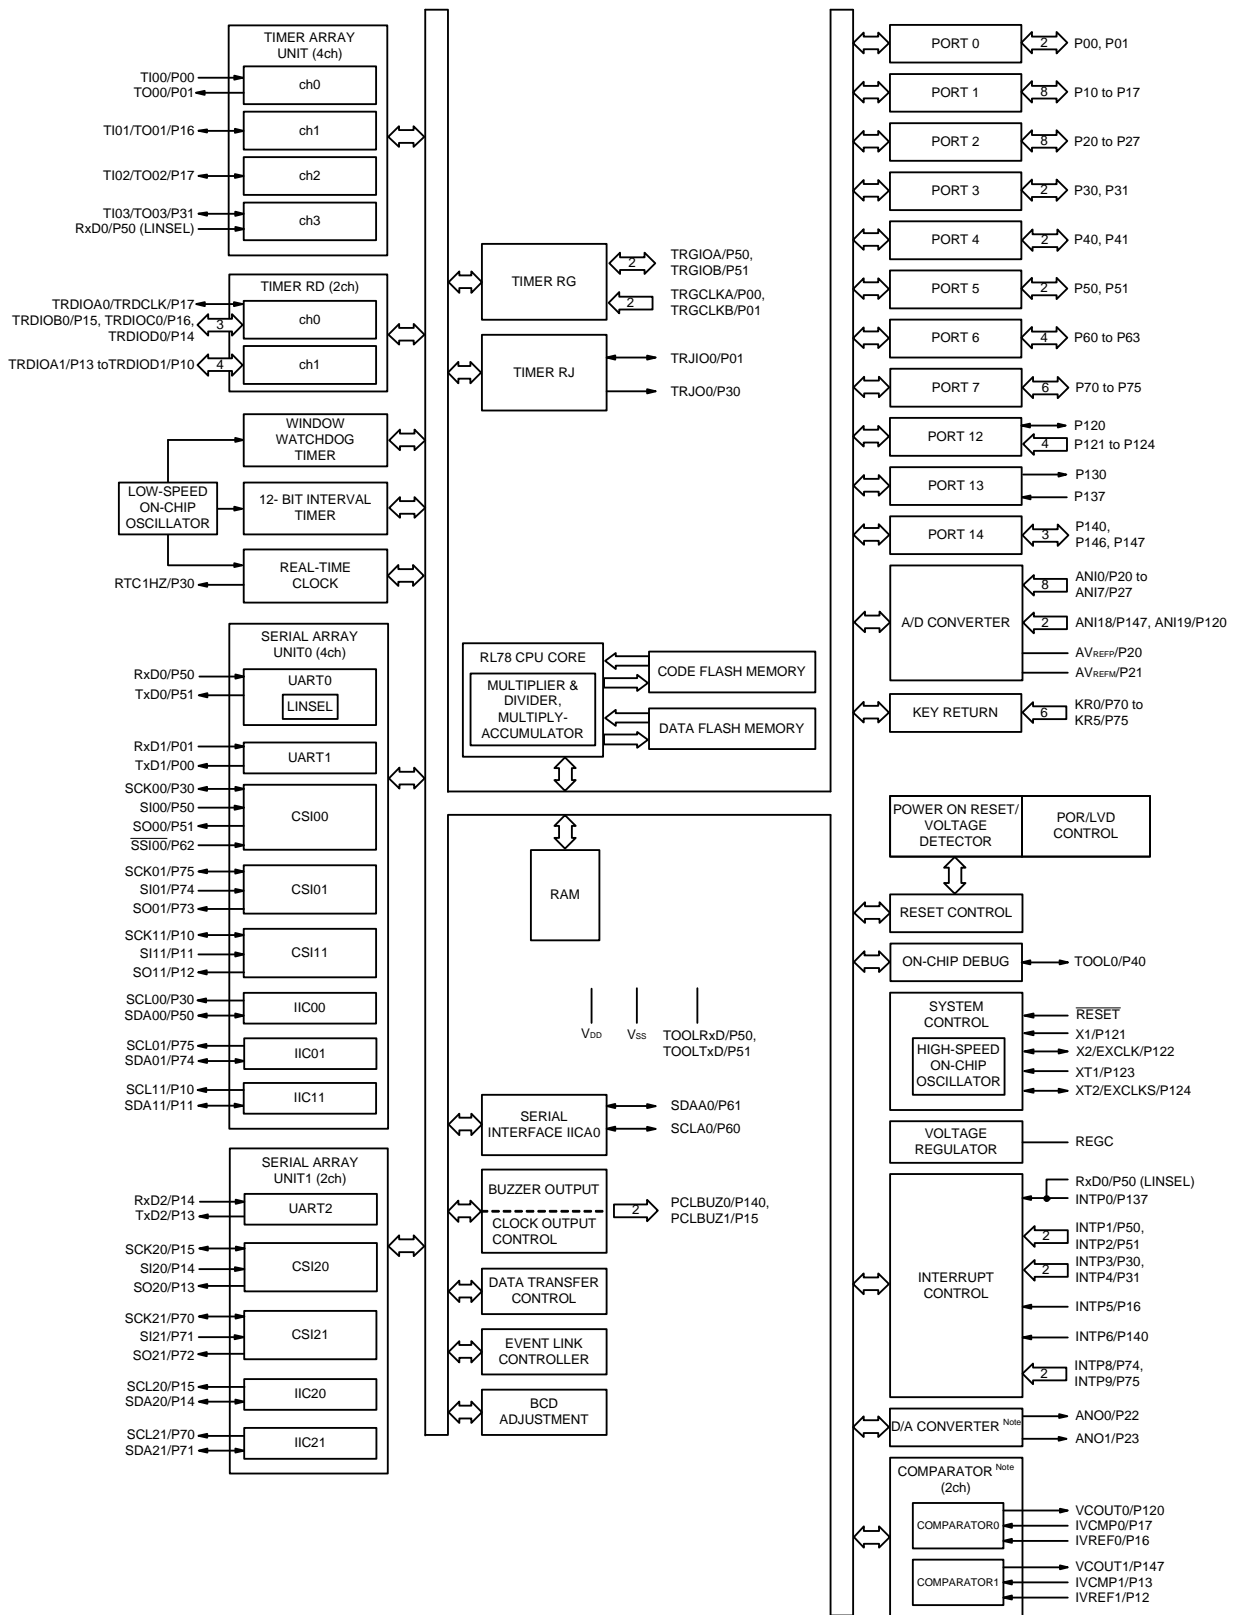 TIMER ARRAY
UNIT (4ch)
TI00/P00
TO00/P01
ch0
TI01/TO01/P16
ch1
TI02/TO02/P17
ch2
TI03/TO03/P31
RxD0/P50 (LINSEL)
ch3
TIMER RD (2ch)
TRDIOA0/TRDCLK/P17
TRDIOB0/P15, TRDIOC0/P16,
TRDIOD0/P14
3
ch0
TRDIOA1/P13 toTRDIOD1/P10
4
ch1
WINDOW
WATCHDOG
TIMER
LOW-SPEED
ON-CHIP
OSCILLATOR
12- BIT INTERVAL
TIMER
REAL-TIME
CLOCK
RTC1HZ/P30
SERIAL ARRAY
UNIT0 (4ch)
RxD0/P50
TxD0/P51
UART0
LINSEL
RxD1/P01
TxD1/P00
UART1
SCK00/P30
SI00/P50
SO00/P51
SSI00/P62
CSI00
SCK01/P75
SI01/P74
SO01/P73
CSI01
SCK11/P10
SI11/P11
SO11/P12
CSI11
SCL00/P30
SDA00/P50
IIC00
SCL01/P75
SDA01/P74
IIC01
SCL11/P10
SDA11/P11
IIC11
SERIAL ARRAY
UNIT1 (2ch)
RxD2/P14
TxD2/P13
UART2
SCK20/P15
SI20/P14
SO20/P13
CSI20
SCK21/P70
SI21/P71
SO21/P72
CSI21
SCL20/P15
SDA20/P14
IIC20
SCL21/P70
SDA21/P71
IIC21
TIMER RG
2
TRGIOA/P50,
TRGIOB/P51
2
TRGCLKA/P00,
TRGCLKB/P01
TIMER RJ
TRJIO0/P01
TRJO0/P30
RL78 CPU CORE
MULTIPLIER &
DIVIDER,
MULTIPLY-
ACCUMULATOR
CODE FLASH MEMORY
DATA FLASH MEMORY
RAM
VDD
VSS
TOOLRxD/P50,
TOOLTxD/P51
SERIAL
INTERFACE IICA0
SDAA0/P61
SCLA0/P60
BUZZER OUTPUT
CLOCK OUTPUT
CONTROL
2
PCLBUZ0/P140,
PCLBUZ1/P15
DATA TRANSFER
CONTROL
EVENT LINK
CONTROLLER
BCD
ADJUSTMENT
PORT 0
2
P00, P01
PORT 1
8
P10 to P17
PORT 2
8
P20 to P27
PORT 3
2
P30, P31
PORT 4
2
P40, P41
PORT 5
2
P50, P51
PORT 6
4
P60 to P63
PORT 7
6
P70 to P75
PORT 12
P120
4
P121 to P124
PORT 13
P130
P137
PORT 14
3
P140,
P146, P147
A/D CONVERTER
8
ANI0/P20 to
ANI7/P27
2
ANI18/P147, ANI19/P120
AVREFP/P20
AVREFM/P21
KEY RETURN
6
KR0/P70 to
KR5/P75
POWER ON RESET/
VOLTAGE
DETECTOR
POR/LVD
CONTROL
RESET CONTROL
ON-CHIP DEBUG
TOOL0/P40
SYSTEM
CONTROL
HIGH-SPEED
ON-CHIP
OSCILLATOR
RESET
X1/P121
X2/EXCLK/P122
XT1/P123
XT2/EXCLKS/P124
VOLTAGE
REGULATOR
REGC
INTERRUPT
CONTROL
RxD0/P50 (LINSEL)
INTP0/P137
2
INTP1/P50,
INTP2/P51
2
INTP3/P30,
INTP4/P31
INTP5/P16
INTP6/P140
2
INTP8/P74,
INTP9/P75
D/A CONVERTER Note
ANO0/P22
ANO1/P23
COMPARATOR Note
(2ch)
COMPARATOR0
VCOUT0/P120
IVCMP0/P17
IVREF0/P16
COMPARATOR1
VCOUT1/P147
IVCMP1/P13
IVREF1/P12